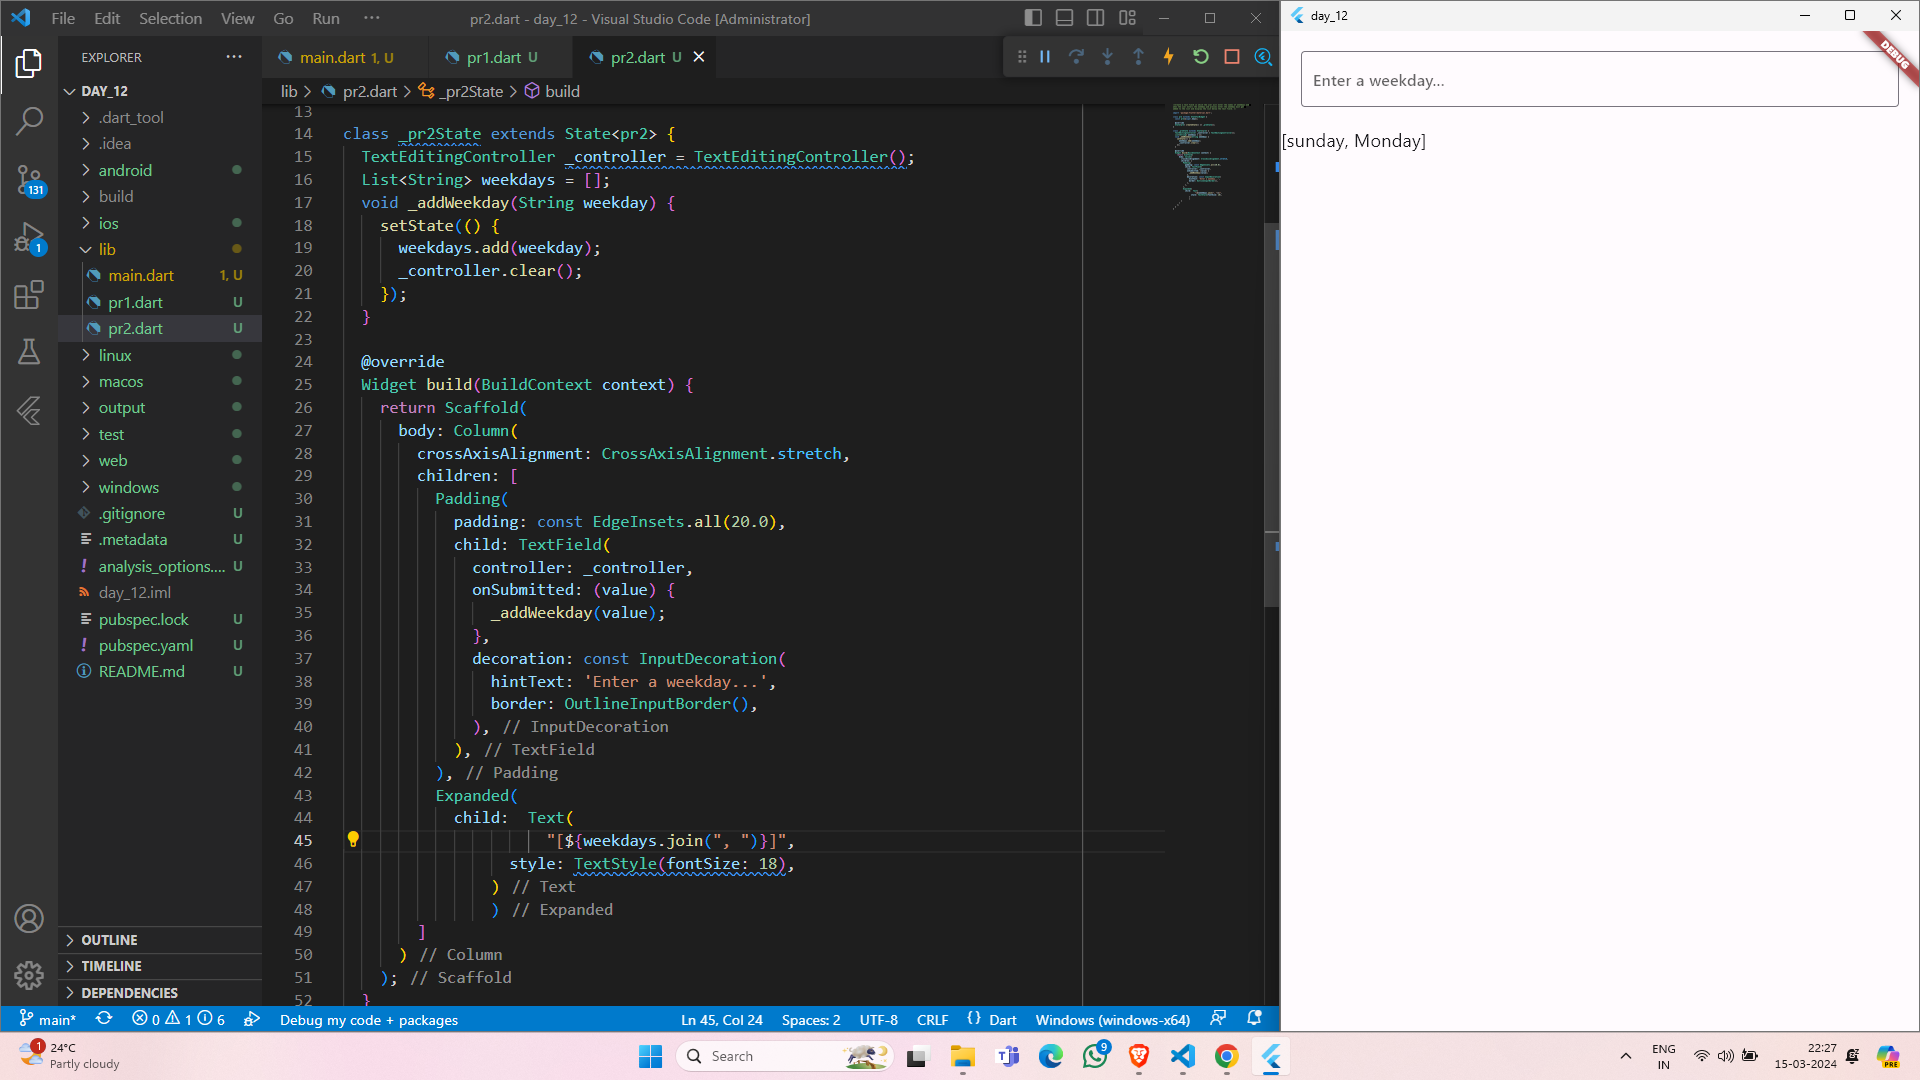 File Edit Selection View Go Run ···
pr2.dart - day_12 - Visual Studio Code [Administrator]
day_12
EXPLORER
main.dart 1, U
pr1.dart U
pr2.dart U
DEBUG
DAY_12
lib > pr2.dart > _pr2State > build
.dart_tool
.idea
android
build
ios
lib
main.dart 1, U
pr1.dart U
pr2.dart U
linux
macos
output
test
web
windows
.gitignore U
.metadata U
analysis_options.... U
day_12.iml
pubspec.lock U
pubspec.yaml U
README.md U
131
1
OUTLINE
TIMELINE
DEPENDENCIES
13
14 class _pr2State extends State<pr2> {
15 TextEditingController _controller = TextEditingController();
16 List<String> weekdays = [];
17 void _addWeekday(String weekday) {
18 setState(() {
19 weekdays.add(weekday);
20 _controller.clear();
21 });
22 }
23
24 @override
25 Widget build(BuildContext context) {
26 return Scaffold(
27 body: Column(
28 crossAxisAlignment: CrossAxisAlignment.stretch,
29 children: [
30 Padding(
31 padding: const EdgeInsets.all(20.0),
32 child: TextField(
33 controller: _controller,
34 onSubmitted: (value) {
35 _addWeekday(value);
36 },
37 decoration: const InputDecoration(
38 hintText: 'Enter a weekday...',
39 border: OutlineInputBorder(),
40 ), // InputDecoration
41 ), // TextField
42 ), // Padding
43 Expanded(
44 child:  Text(
45 "[${weekdays.join(", ")}]",
46 style: TextStyle(fontSize: 18),
47 ) // Text
48 ) // Expanded
49 ]
50 ) // Column
51 ); // Scaffold
52 }
Enter a weekday...
[sunday, Monday]
main* 0 1 6 Debug my code + packages
Ln 45, Col 24 Spaces: 2 UTF-8 CRLF {} Dart Windows (windows-x64)
1
24°C
Partly cloudy
Search
9
ENG
IN
22:27
15-03-2024
PRE